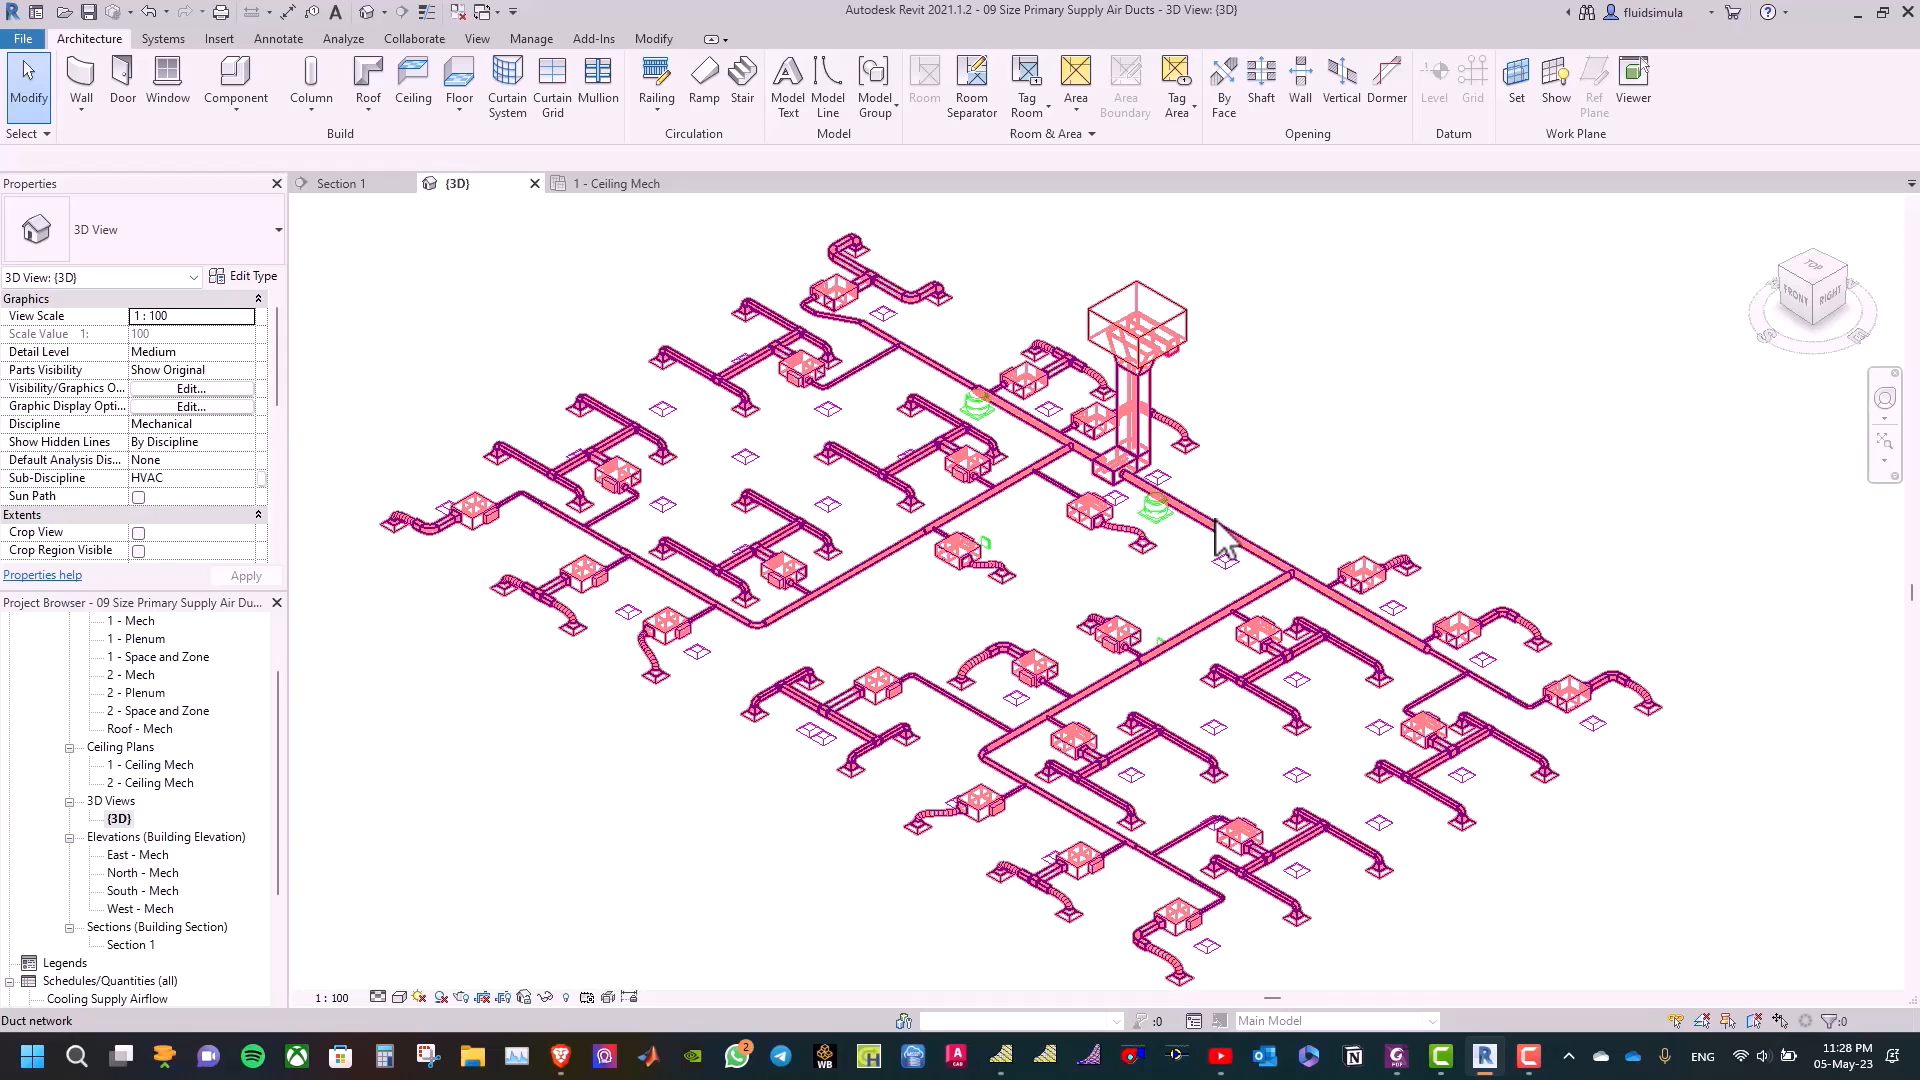 Autodesk Revit 2021.1.2 - 09 Size Primary Supply Air Ducts - 3D View: {3D}
fluidsimula
File Architecture Systems Insert Annotate Analyze Collaborate View Manage Add-Ins Modify
Modify Wall Door Window Component Column Roof Ceiling Floor Curtain System Curtain Grid Mullion Railing Ramp Stair Model Text Model Line Model Group Room Room Separator Tag Room Area Area Boundary Tag Area By Face Shaft Wall Vertical Dormer Level Grid Set Show Ref Plane Viewer
Select Build Circulation Model Room & Area Opening Datum Work Plane
Properties
Section 1 {3D} 1 - Ceiling Mech
3D View
3D View: {3D} Edit Type
Graphics
View Scale 1 : 100
Scale Value 1: 100
Detail Level Medium
Parts Visibility Show Original
Visibility/Graphics O... Edit...
Graphic Display Opti... Edit...
Discipline Mechanical
Show Hidden Lines By Discipline
Default Analysis Dis... None
Sub-Discipline HVAC
Sun Path
Extents
Crop View
Crop Region Visible
Properties help Apply
Project Browser - 09 Size Primary Supply Air Du...
1 - Mech
1 - Plenum
1 - Space and Zone
2 - Mech
2 - Plenum
2 - Space and Zone
Roof - Mech
Ceiling Plans
1 - Ceiling Mech
2 - Ceiling Mech
3D Views
{3D}
Elevations (Building Elevation)
East - Mech
North - Mech
South - Mech
West - Mech
Sections (Building Section)
Section 1
Legends
Schedules/Quantities (all)
Cooling Supply Airflow
TOP
FRONT RIGHT
S E
1 : 100
Duct network :0 Main Model :0
2 WB CAD ENG 11:28 PM
05-May-23